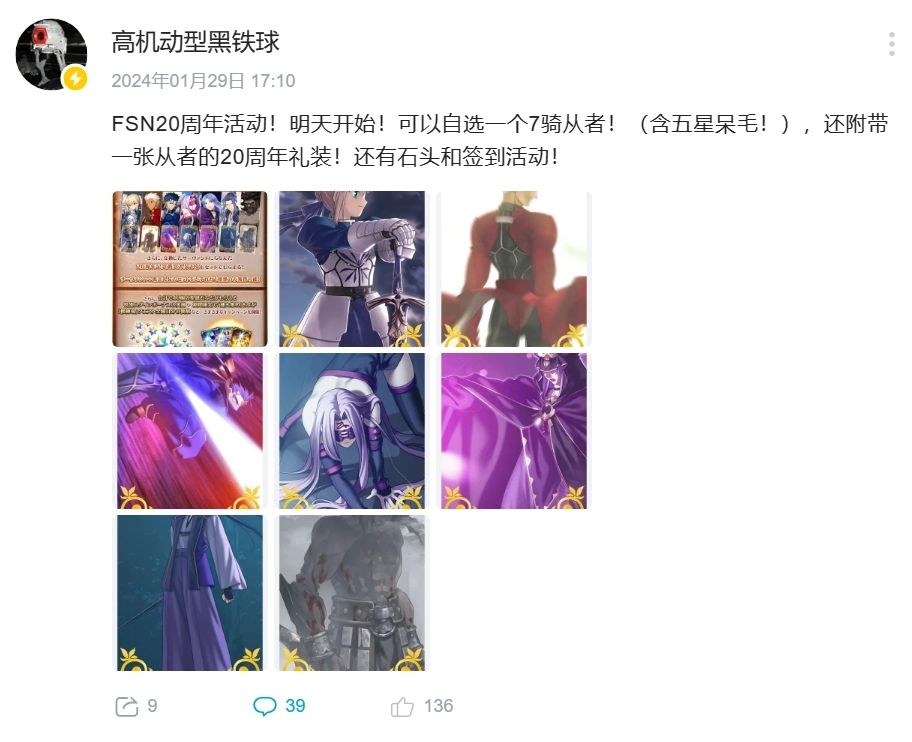 高机动型黑铁球
2024年01月29日 17:10
FSN20周年活动！明天开始！可以自选一个7骑从者！（含五星呆毛！），还附带
一张从者的20周年礼装！还有石头和签到活动！
9
39
136